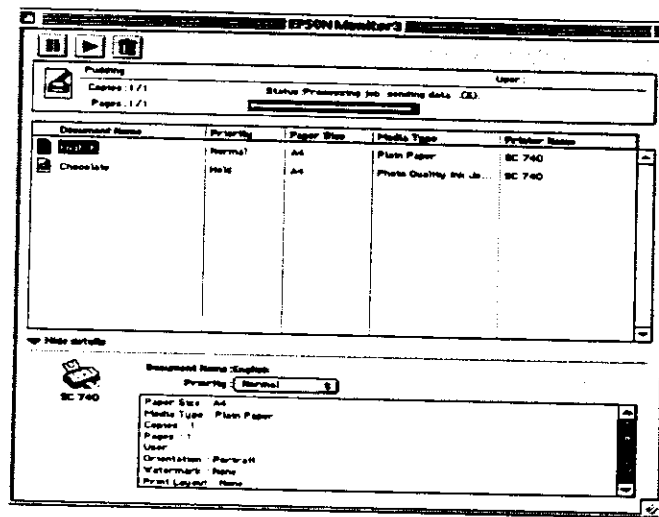 EPSON Monitor3
Pudding
User :
Copies : 1 / 1
Status : Processing job, sending data
Pages : 1 / 1
Document Name Priority Paper Size Media Type Printer Name
Normal A4 Plain Paper SC 740
Chocolate Hold A4 Photo Quality Ink Je... SC 740
Hide details
SC 740
Document Name : English
Priority : Normal
Paper Size : A4
Media Type : Plain Paper
Copies : 1
Pages : 1
User
Orientation : Portrait
Watermark : None
Print Layout : None